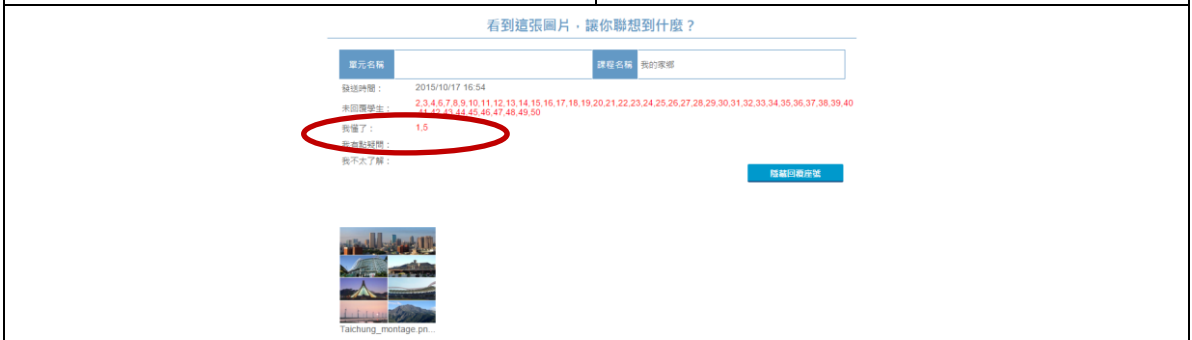 看到這張圖片，讓你聯想到什麼？
單元名稱 課程名稱 我的家鄉
發送時間： 2015/10/17 16:54
未回覆學生： 2,3,4,6,7,8,9,10,11,12,13,14,15,16,17,18,19,20,21,22,23,24,25,26,27,28,29,30,31,32,33,34,35,36,37,38,39,40
,41,42,43,44,45,46,47,48,49,50
我懂了： 1,5
我有點疑問：
我不太了解：
隱藏回覆座號
Taichung_montage.pn...